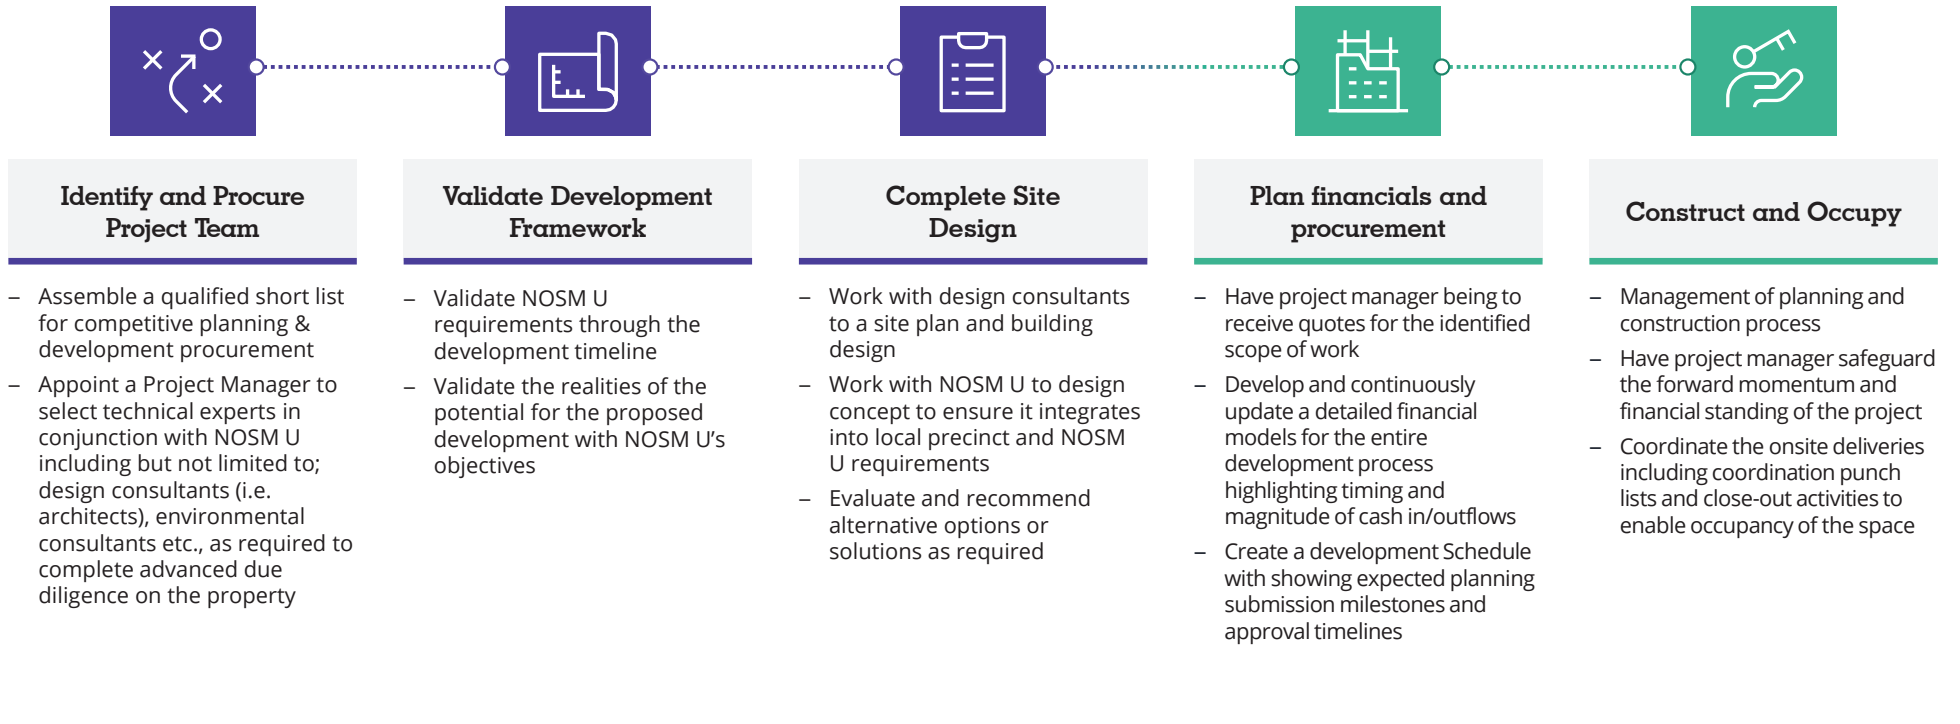 Identify and Procure
Project Team
– Assemble a qualified short list
for competitive planning &
development procurement
– Appoint a Project Manager to
select technical experts in
conjunction with NOSM U
including but not limited to;
design consultants (i.e.
architects), environmental
consultants etc., as required to
complete advanced due
diligence on the property
Validate Development
Framework
– Validate NOSM U
requirements through the
development timeline
– Validate the realities of the
potential for the proposed
development with NOSM U’s
objectives
Complete Site
Design
– Work with design consultants
to a site plan and building
design
– Work with NOSM U to design
concept to ensure it integrates
into local precinct and NOSM
U requirements
– Evaluate and recommend
alternative options or
solutions as required
Plan financials and
procurement
– Have project manager being to
receive quotes for the identified
scope of work
– Develop and continuously
update a detailed financial
models for the entire
development process
highlighting timing and
magnitude of cash in/outflows
– Create a development Schedule
with showing expected planning
submission milestones and
approval timelines
Construct and Occupy
– Management of planning and
construction process
– Have project manager safeguard
the forward momentum and
financial standing of the project
– Coordinate the onsite deliveries
including coordination punch
lists and close-out activities to
enable occupancy of the space